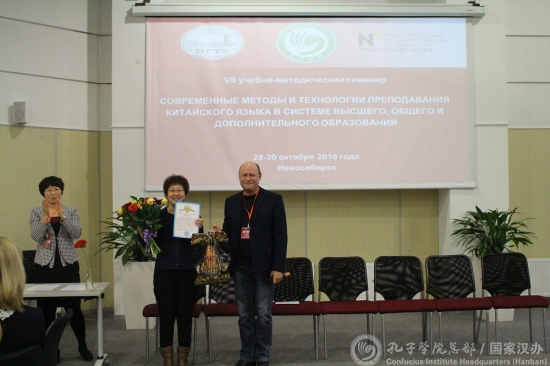 VII учебно-методический семинар
СОВРЕМЕННЫЕ МЕТОДЫ И ТЕХНОЛОГИИ ПРЕПОДАВАНИЯ
КИТАЙСКОГО ЯЗЫКА В СИСТЕМЕ ВЫСШЕГО, ОБЩЕГО И
ДОПОЛНИТЕЛЬНОГО ОБРАЗОВАНИЯ
28-30 октября 2016 года
Новосибирск
孔子学院总部 / 国家汉办
Confucius Institute Headquarters (Hanban)